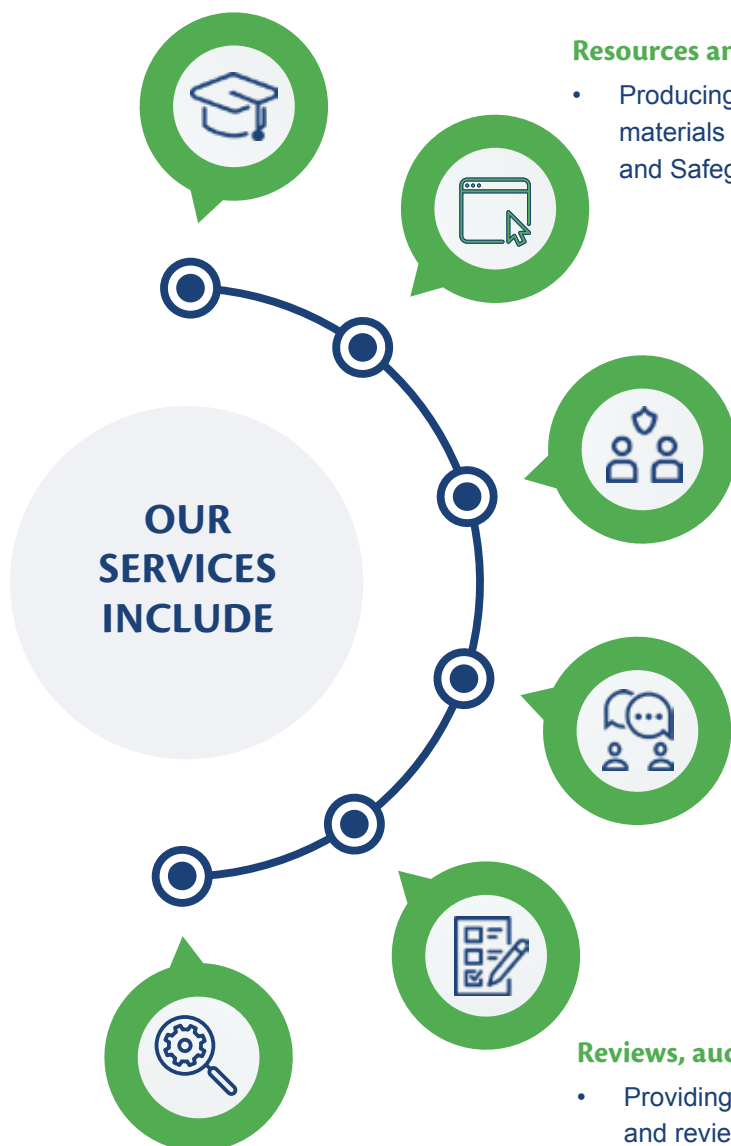 Resources
• Producing
materials
and
OUR
SERVICES
INCLUDE
Reviews,
• Providing
and